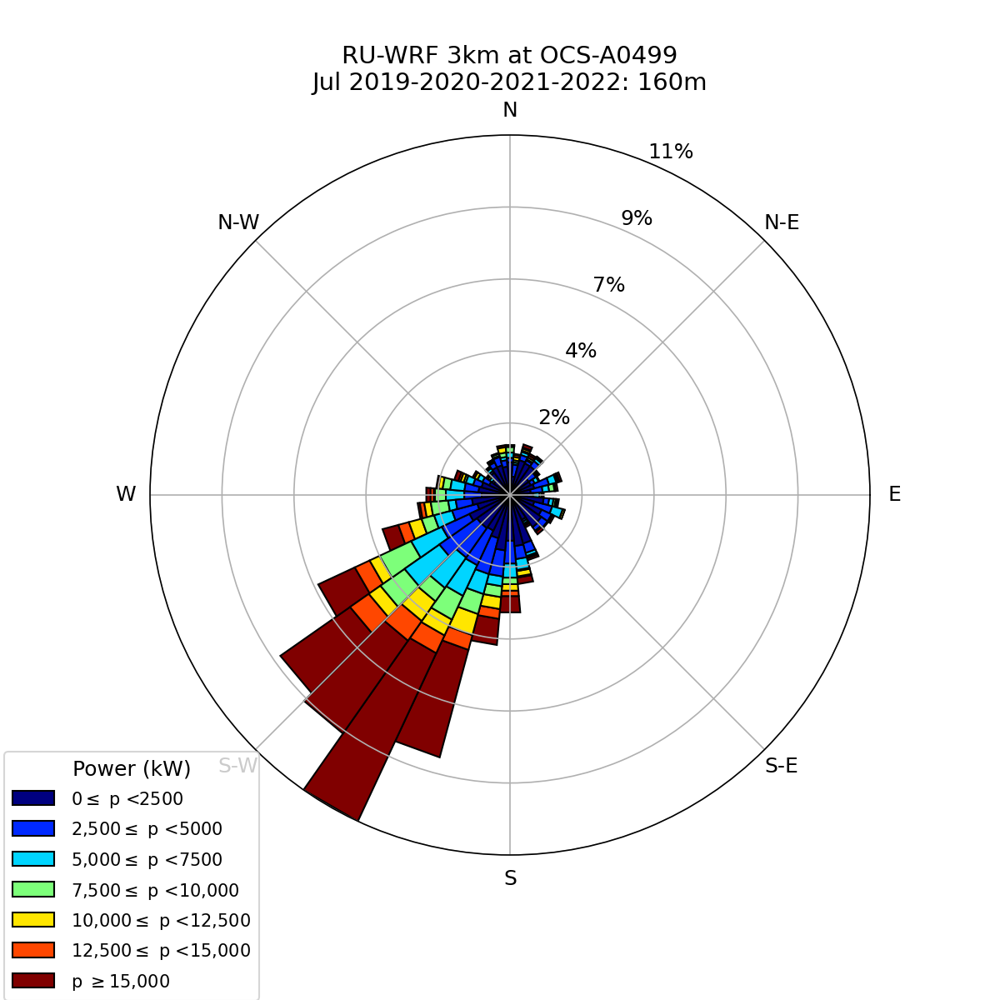 RU-WRF 3km at OCS-A0499
Jul 2019-2020-2021-2022: 160m
N
11%
N-W
9%
N-E
7%
4%
2%
W
E
S-W
S-E
S
Power (kW)
0≤ p <2500
2,500≤ p <5000
5,000≤ p <7500
7,500≤ p <10,000
10,000≤ p <12,500
12,500≤ p <15,000
p ≥15,000